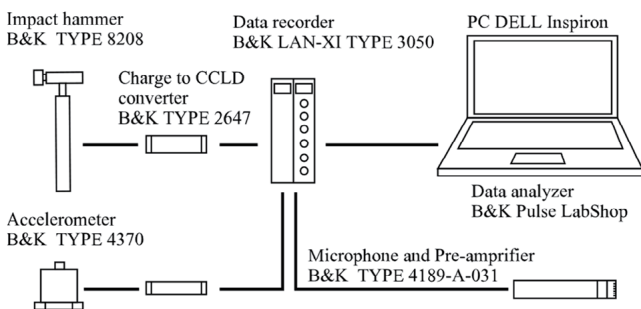 Impact hammer
B&K TYPE 8208
Data recorder
B&K LAN-XI TYPE 3050
PC DELL Inspiron
Charge to CCLD
converter
B&K TYPE 2647
Data analyzer
B&K Pulse LabShop
Accelerometer
B&K TYPE 4370
Microphone and Pre-amprifier
B&K TYPE 4189-A-031